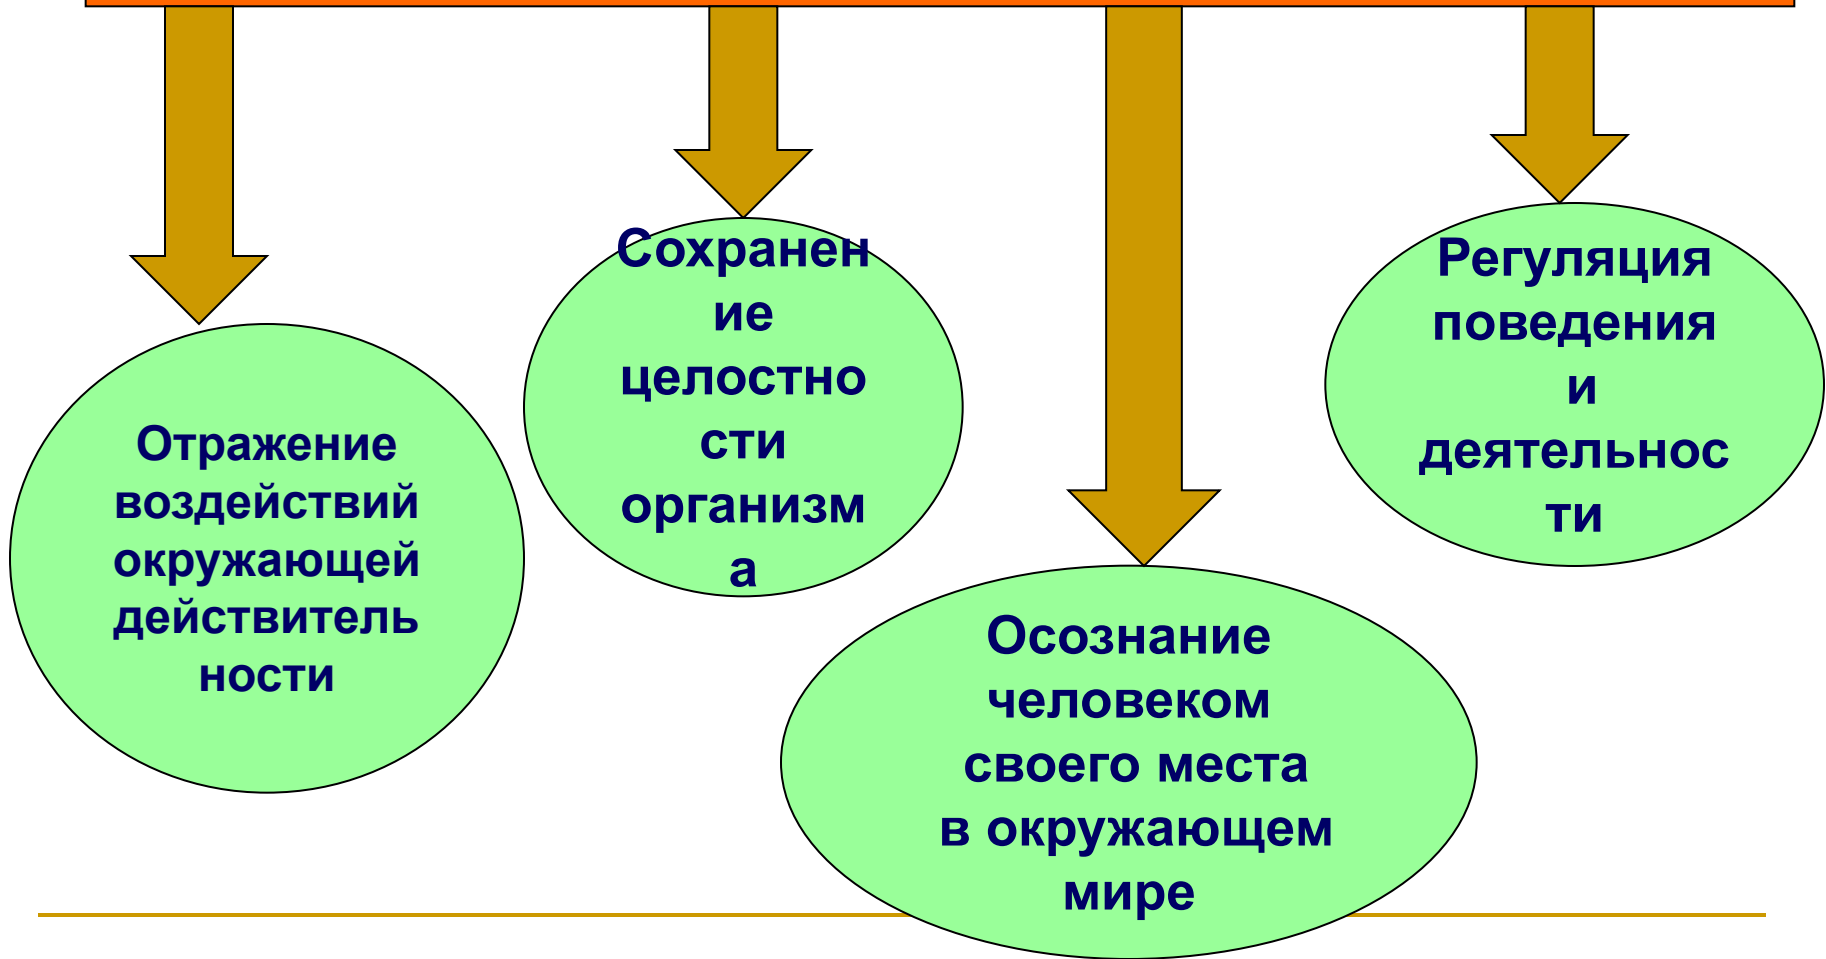 Отражение
воздействий
окружающей
действитель
ности
Сохранен
ие
целостно
сти
организм
а
Осознание
человеком
своего места
в окружающем
мире
Регуляция
поведения
и
деятельнос
ти